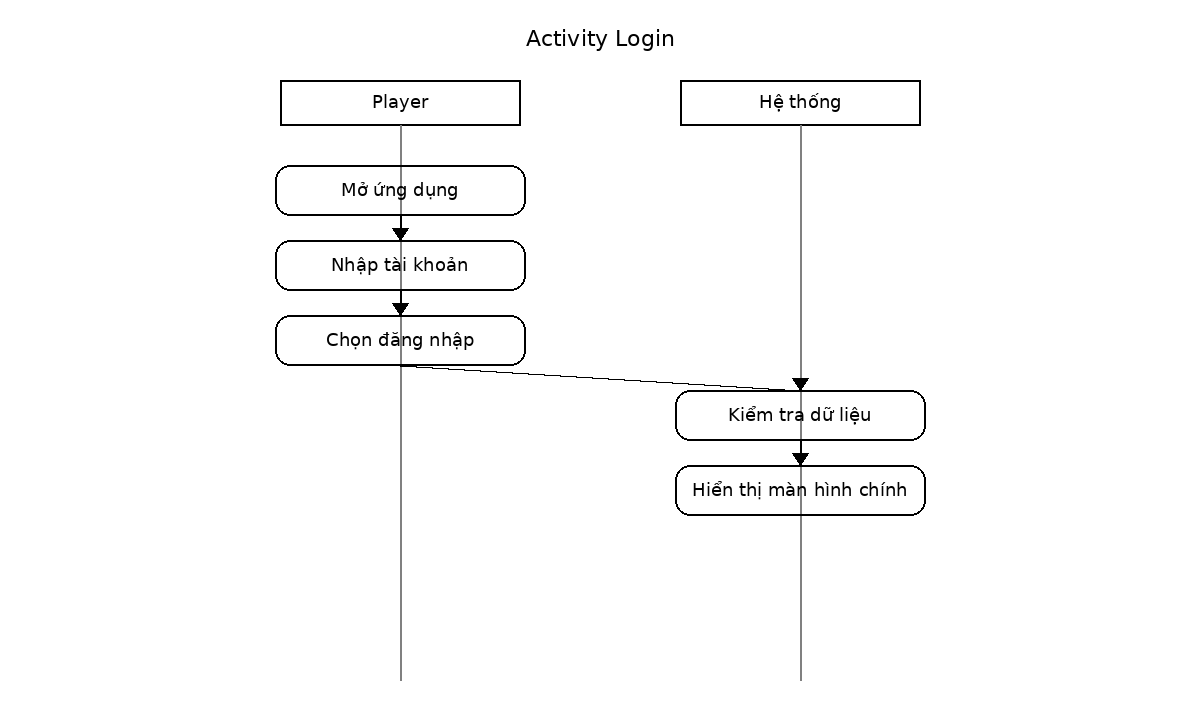 Activity Login
Player
Hệ thống
Mở ứng dụng
Nhập tài khoản
Chọn đăng nhập
Kiểm tra dữ liệu
Hiển thị màn hình chính